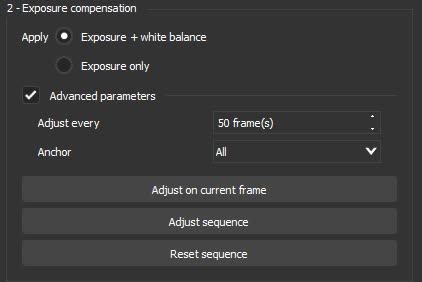 2 - Exposure compensation
Apply Exposure + white balance
Exposure only
Advanced parameters
Adjust every 50 frame(s)
Anchor All
Adjust on current frame
Adjust sequence
Reset sequence